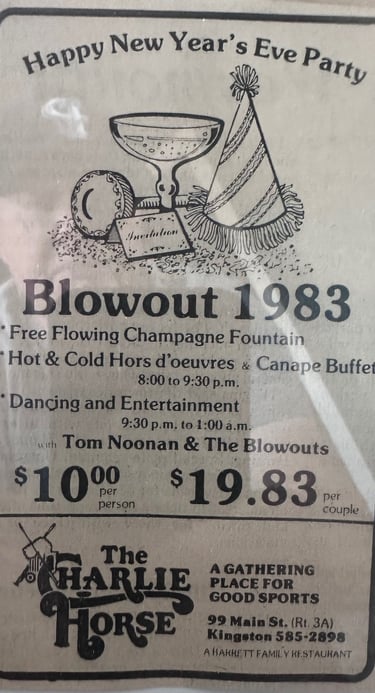 Happy New Year's Eve Party
Invitation
Blowout 1983
* Free Flowing Champagne Fountain
* Hot & Cold Hors d'oeuvres & Canape Buffet
8:00 to 9:30 p.m.
* Dancing and Entertainment
9:30 p.m. to 1:00 a.m.
with Tom Noonan & The Blowouts
$10.00 per person
$19.83 per couple
The
Charlie
Horse
A GATHERING
PLACE FOR
GOOD SPORTS
99 Main St. (Rt. 3A)
Kingston 585-2898
A HARRETT FAMILY RESTAURANT